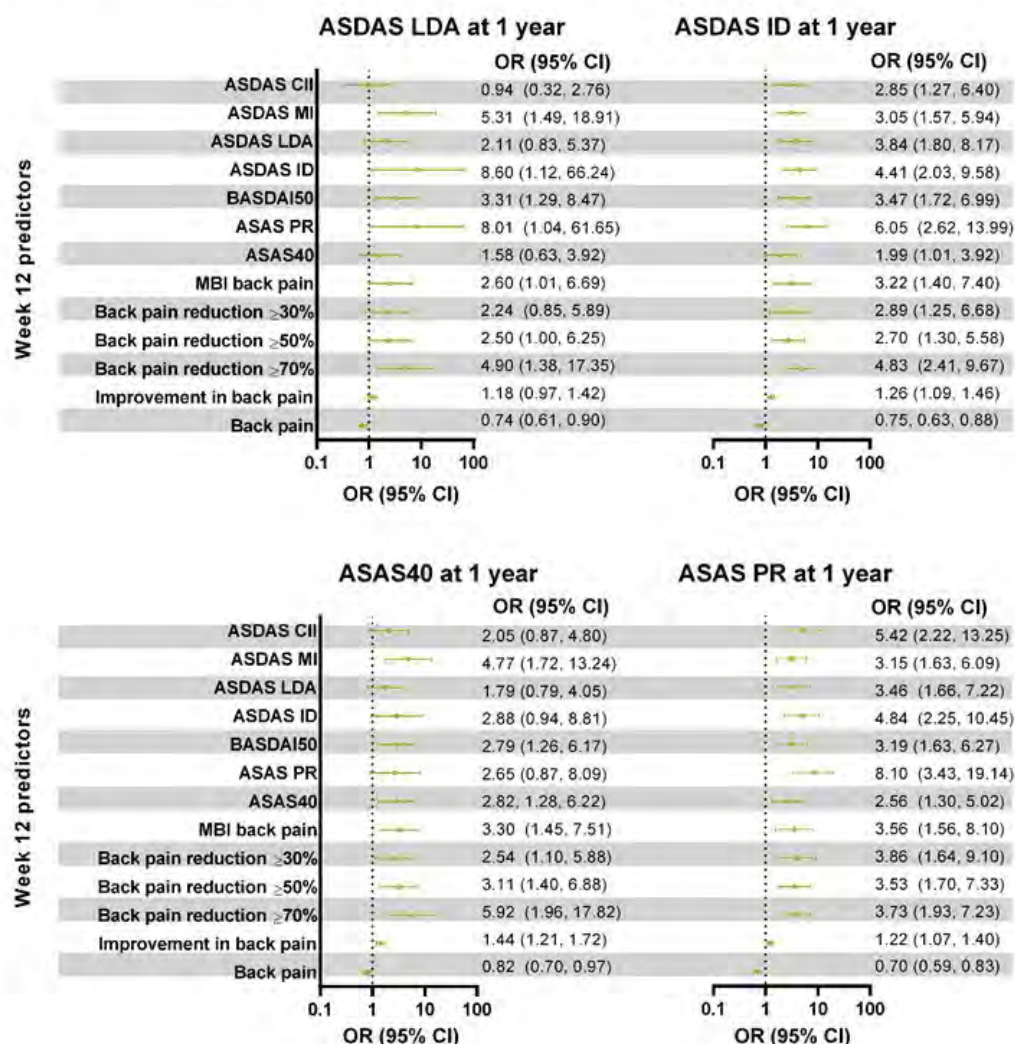 ASDAS LDA at 1 year
OR (95% CI)
Week 12 predictors
ASDAS CII 0.94 (0.32, 2.76)
ASDAS MI 5.31 (1.49, 18.91)
ASDAS LDA 2.11 (0.83, 5.37)
ASDAS ID 8.60 (1.12, 66.24)
BASDAI50 3.31 (1.29, 8.47)
ASAS PR 8.01 (1.04, 61.65)
ASAS40 1.58 (0.63, 3.92)
MBI back pain 2.60 (1.01, 6.69)
Back pain reduction ≥30% 2.24 (0.85, 5.89)
Back pain reduction ≥50% 2.50 (1.00, 6.25)
Back pain reduction ≥70% 4.90 (1.38, 17.35)
Improvement in back pain 1.18 (0.97, 1.42)
Back pain 0.74 (0.61, 0.90)
0.1 1 10 100
OR (95% CI)
ASDAS ID at 1 year
OR (95% CI)
2.85 (1.27, 6.40)
3.05 (1.57, 5.94)
3.84 (1.80, 8.17)
4.41 (2.03, 9.58)
3.47 (1.72, 6.99)
6.05 (2.62, 13.99)
1.99 (1.01, 3.92)
3.22 (1.40, 7.40)
2.89 (1.25, 6.68)
2.70 (1.30, 5.58)
4.83 (2.41, 9.67)
1.26 (1.09, 1.46)
0.75, 0.63, 0.88)
0.1 1 10 100
OR (95% CI)
ASAS40 at 1 year
OR (95% CI)
Week 12 predictors
ASDAS CII 2.05 (0.87, 4.80)
ASDAS MI 4.77 (1.72, 13.24)
ASDAS LDA 1.79 (0.79, 4.05)
ASDAS ID 2.88 (0.94, 8.81)
BASDAI50 2.79 (1.26, 6.17)
ASAS PR 2.65 (0.87, 8.09)
ASAS40 2.82, 1.28, 6.22)
MBI back pain 3.30 (1.45, 7.51)
Back pain reduction ≥30% 2.54 (1.10, 5.88)
Back pain reduction ≥50% 3.11 (1.40, 6.88)
Back pain reduction ≥70% 5.92 (1.96, 17.82)
Improvement in back pain 1.44 (1.21, 1.72)
Back pain 0.82 (0.70, 0.97)
0.1 1 10 100
OR (95% CI)
ASAS PR at 1 year
OR (95% CI)
5.42 (2.22, 13.25)
3.15 (1.63, 6.09)
3.46 (1.66, 7.22)
4.84 (2.25, 10.45)
3.19 (1.63, 6.27)
8.10 (3.43, 19.14)
2.56 (1.30, 5.02)
3.56 (1.56, 8.10)
3.86 (1.64, 9.10)
3.53 (1.70, 7.33)
3.73 (1.93, 7.23)
1.22 (1.07, 1.40)
0.70 (0.59, 0.83)
0.1 1 10 100
OR (95% CI)